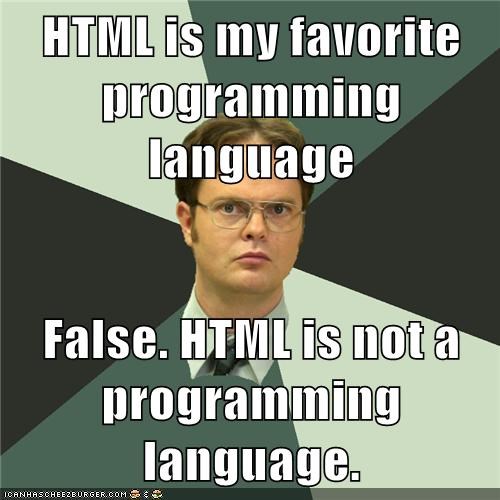 HTML is my favorite
programming
language
False. HTML is not a
programming
language.
ICANHASCHEEZBURGER.COM